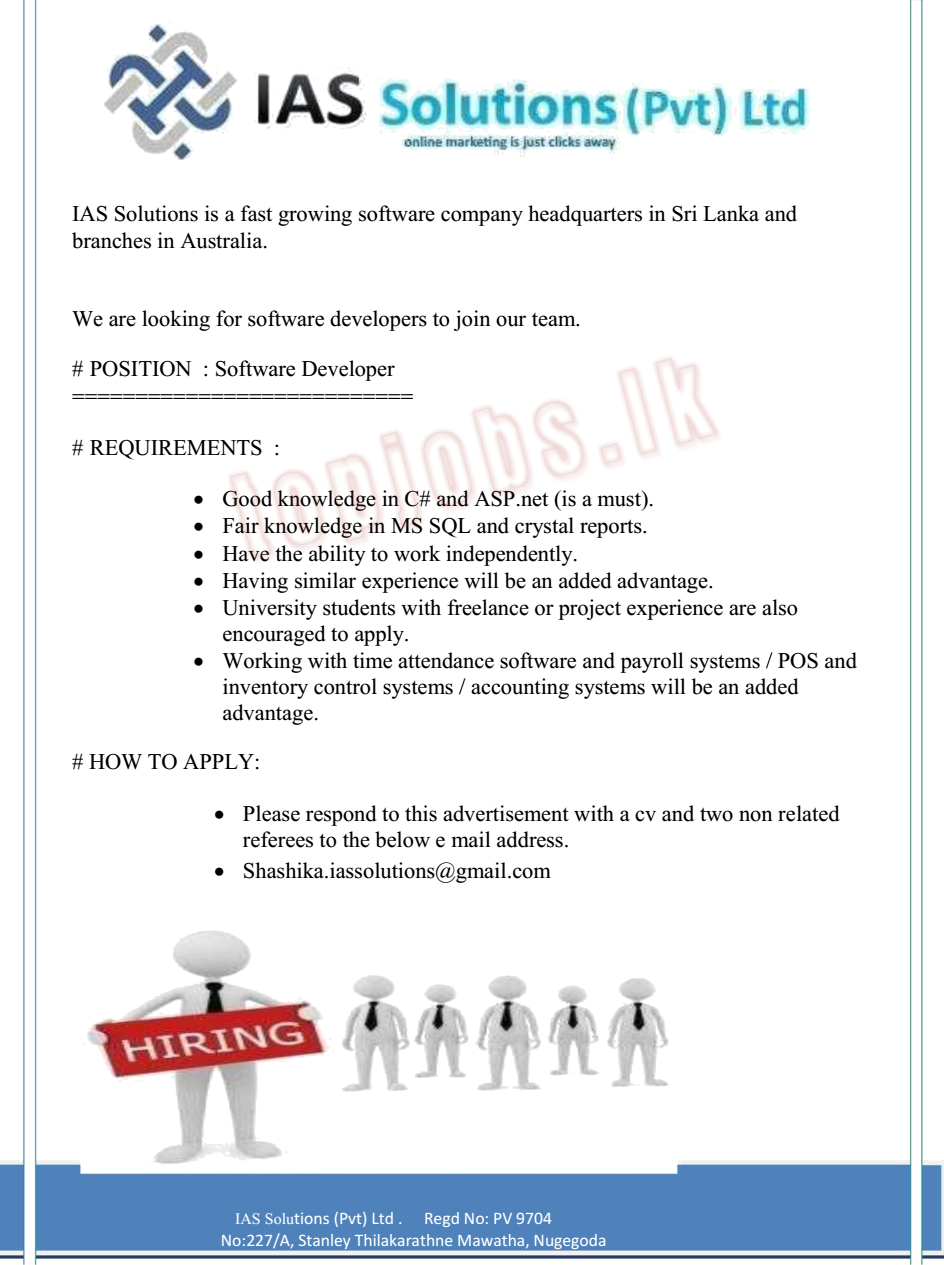 IAS Solutions (Pvt) Ltd
online marketing is just clicks away
IAS Solutions is a fast growing software company headquarters in Sri Lanka and
branches in Australia.
We are looking for software developers to join our team.
# POSITION : Software Developer
===========================
# REQUIREMENTS :
topjobs.lk
• Good knowledge in C# and ASP.net (is a must).
• Fair knowledge in MS SQL and crystal reports.
• Have the ability to work independently.
• Having similar experience will be an added advantage.
• University students with freelance or project experience are also
encouraged to apply.
• Working with time attendance software and payroll systems / POS and
inventory control systems / accounting systems will be an added
advantage.
# HOW TO APPLY:
• Please respond to this advertisement with a cv and two non related
referees to the below e mail address.
• Shashika.iassolutions@gmail.com
HIRING
IAS Solutions (Pvt) Ltd . Regd No: PV 9704
No:227/A, Stanley Thilakarathne Mawatha, Nugegoda